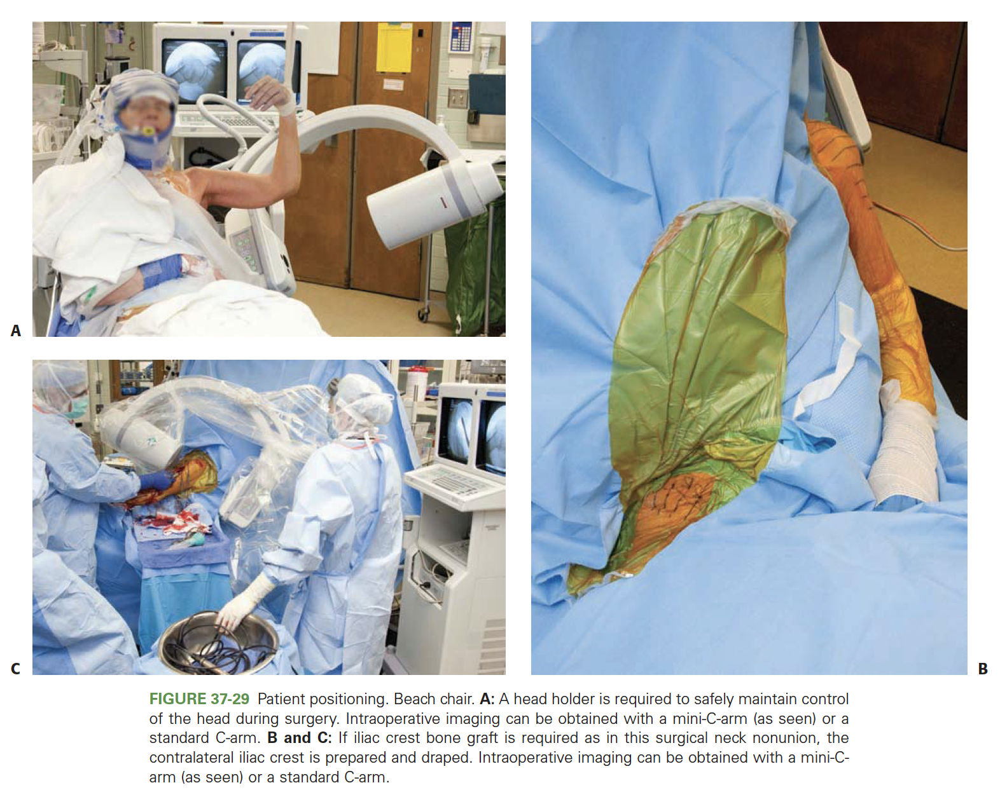 A
C
B
FIGURE 37-29 Patient positioning. Beach chair. A: A head holder is required to safely maintain control
of the head during surgery. Intraoperative imaging can be obtained with a mini-C-arm (as seen) or a
standard C-arm. B and C: If iliac crest bone graft is required as in this surgical neck nonunion, the
contralateral iliac crest is prepared and draped. Intraoperative imaging can be obtained with a mini-C-
arm (as seen) or a standard C-arm.